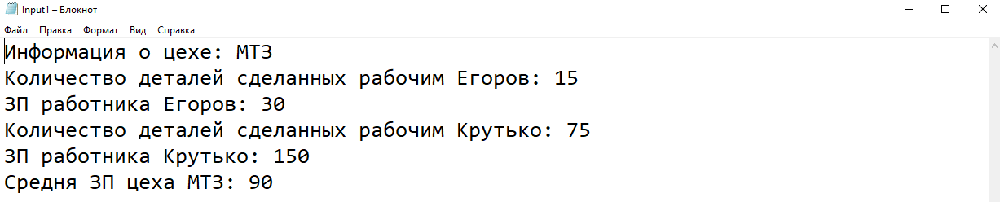 Input1 – Блокнот
Файл Правка Формат Вид Справка
Информация о цехе: МТЗ
Количество деталей сделанных рабочим Егоров: 15
ЗП работника Егоров: 30
Количество деталей сделанных рабочим Крутько: 75
ЗП работника Крутько: 150
Средня ЗП цеха МТЗ: 90